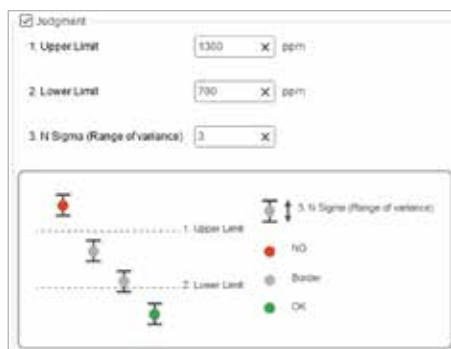 Judgment
1. Upper Limit 1300 ppm
2. Lower Limit 700 ppm
3. N Sigma (Range of variance) 3
3. N Sigma (Range of variance)
1. Upper Limit
NG
Border
2. Lower Limit
OK